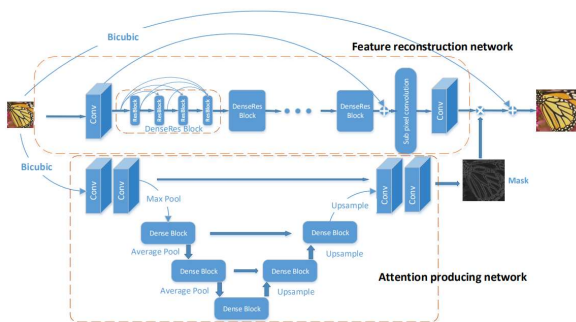 Bicubic
Feature reconstruction network
Conv
ResBlock
ResBlock
ResBlock
ResBlock
DenseRes Block
DenseRes
Block
DenseRes
Block
Sub pixel convolution
Conv
Bicubic
Conv
Conv
Max Pool
Upsample
Conv
Conv
Mask
Dense Block
Dense Block
Average Pool
Upsample
Dense Block
Dense Block
Average Pool
Upsample
Attention producing network
Dense Block